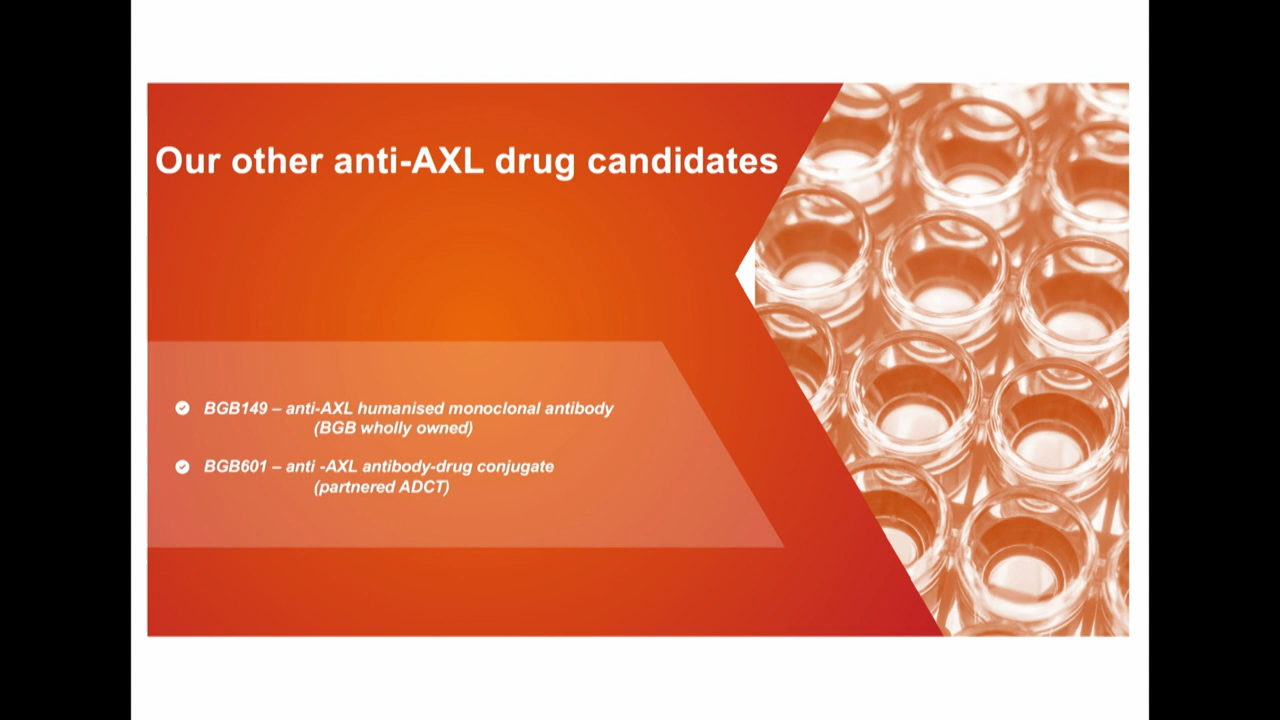 Our other anti-AXL drug candidates
BGB149 – anti-AXL humanised monoclonal antibody
(BGB wholly owned)
BGB601 – anti -AXL antibody-drug conjugate
(partnered ADCT)